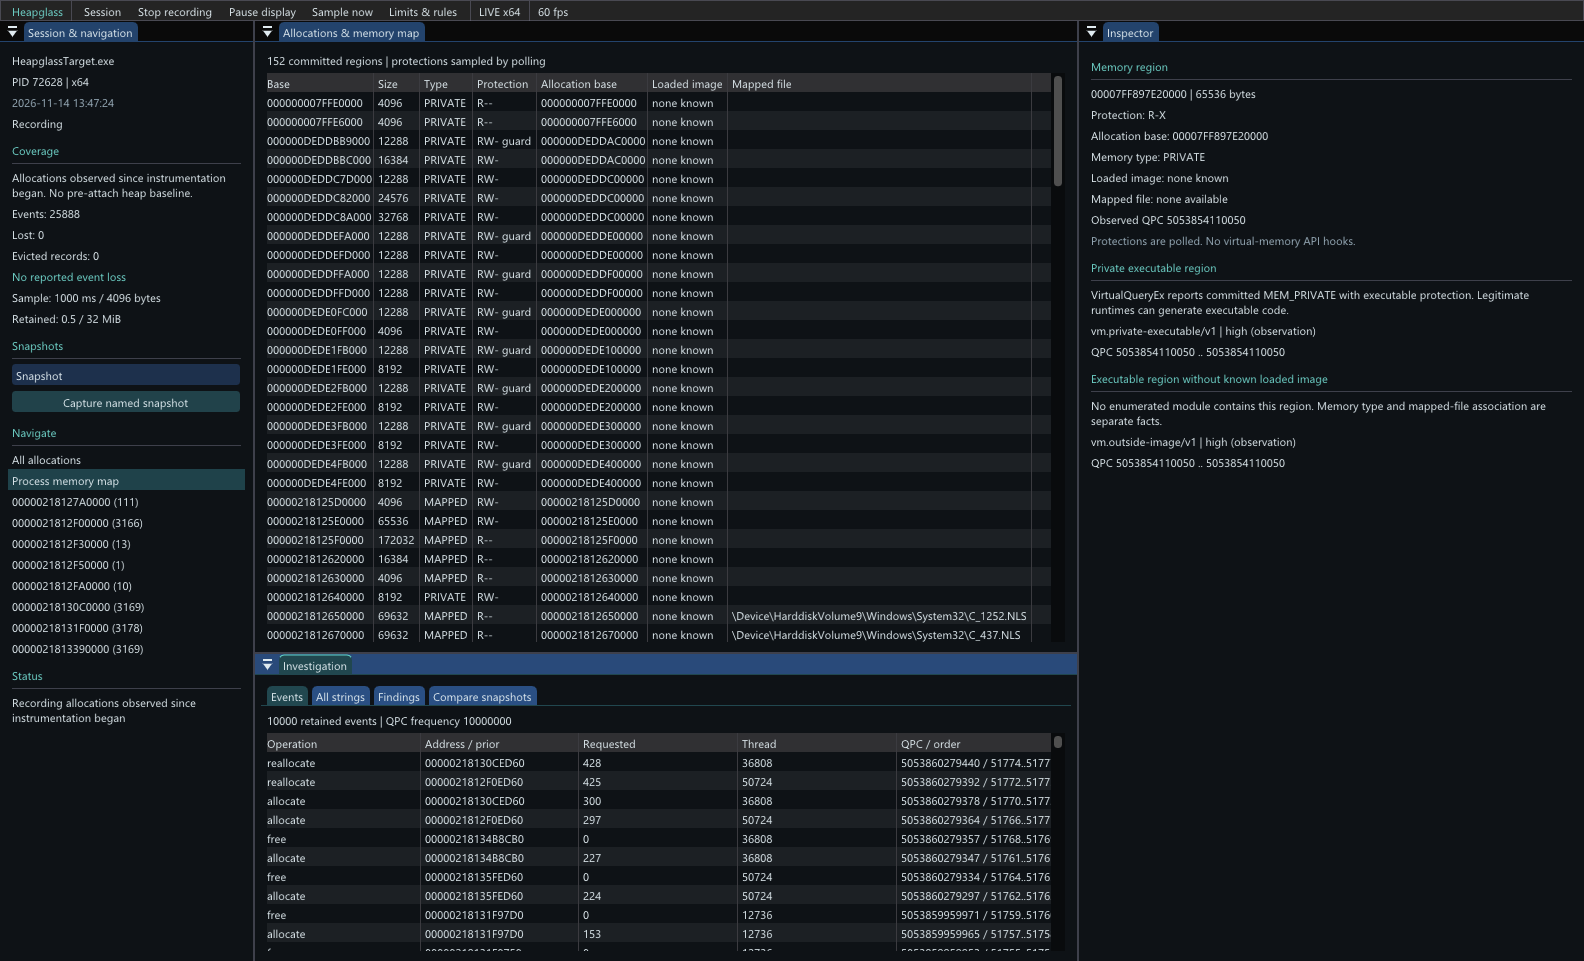 Heapglass Session Stop recording Pause display Sample now Limits & rules LIVE x64 60 fps
Session & navigation
HeapglassTarget.exe
PID 72628 | x64
2026-11-14 13:47:24
Recording
Coverage
Allocations observed since instrumentation
began. No pre-attach heap baseline.
Events: 25888
Lost: 0
Evicted records: 0
No reported event loss
Sample: 1000 ms / 4096 bytes
Retained: 0.5 / 32 MiB
Snapshots
Snapshot
Capture named snapshot
Navigate
All allocations
Process memory map
00000218127A0000 (111)
0000021812F00000 (3166)
0000021812F30000 (13)
0000021812F50000 (1)
0000021812FA0000 (10)
00000218130C0000 (3169)
00000218131F0000 (3178)
0000021813390000 (3169)
Status
Recording allocations observed since
instrumentation began
Allocations & memory map
152 committed regions | protections sampled by polling
Base Size Type Protection Allocation base Loaded image Mapped file
000000007FFE0000 4096 PRIVATE R-- 000000007FFE0000 none known
000000007FFE6000 4096 PRIVATE R-- 000000007FFE6000 none known
000000DEDDBB9000 12288 PRIVATE RW- guard 000000DEDDAC0000 none known
000000DEDDBBC000 16384 PRIVATE RW- 000000DEDDAC0000 none known
000000DEDDC7D000 12288 PRIVATE RW- 000000DEDDC00000 none known
000000DEDDC82000 24576 PRIVATE RW- 000000DEDDC00000 none known
000000DEDDC8A000 32768 PRIVATE RW- 000000DEDDC00000 none known
000000DEDDEFA000 12288 PRIVATE RW- guard 000000DEDDE00000 none known
000000DEDDEFD000 12288 PRIVATE RW- 000000DEDDE00000 none known
000000DEDDFFA000 12288 PRIVATE RW- guard 000000DEDDF00000 none known
000000DEDDFFD000 12288 PRIVATE RW- 000000DEDDF00000 none known
000000DEDE0FC000 12288 PRIVATE RW- guard 000000DEDE000000 none known
000000DEDE0FF000 4096 PRIVATE RW- 000000DEDE000000 none known
000000DEDE1FB000 12288 PRIVATE RW- guard 000000DEDE100000 none known
000000DEDE1FE000 8192 PRIVATE RW- 000000DEDE100000 none known
000000DEDE2FB000 12288 PRIVATE RW- guard 000000DEDE200000 none known
000000DEDE2FE000 8192 PRIVATE RW- 000000DEDE200000 none known
000000DEDE3FB000 12288 PRIVATE RW- guard 000000DEDE300000 none known
000000DEDE3FE000 8192 PRIVATE RW- 000000DEDE300000 none known
000000DEDE4FB000 12288 PRIVATE RW- guard 000000DEDE400000 none known
000000DEDE4FE000 8192 PRIVATE RW- 000000DEDE400000 none known
00000218125D0000 4096 MAPPED RW- 00000218125D0000 none known
00000218125E0000 65536 MAPPED RW- 00000218125E0000 none known
00000218125F0000 172032 MAPPED R-- 00000218125F0000 none known
0000021812620000 16384 MAPPED R-- 0000021812620000 none known
0000021812630000 4096 MAPPED R-- 0000021812630000 none known
0000021812640000 8192 PRIVATE RW- 0000021812640000 none known
0000021812650000 69632 MAPPED R-- 0000021812650000 none known \Device\HarddiskVolume9\Windows\System32\C_1252.NLS
0000021812670000 69632 MAPPED R-- 0000021812670000 none known \Device\HarddiskVolume9\Windows\System32\C_437.NLS
Investigation
Events All strings Findings Compare snapshots
10000 retained events | QPC frequency 10000000
Operation Address / prior Requested Thread QPC / order
reallocate 00000218130CED60 428 36808 5053860279440 / 51774..5177
reallocate 0000021812F0ED60 425 50724 5053860279392 / 51772..5177
allocate 00000218130CED60 300 36808 5053860279378 / 51770..5177
allocate 0000021812F0ED60 297 50724 5053860279364 / 51766..5177
free 00000218134B8CB0 0 36808 5053860279357 / 51768..5176
allocate 00000218134B8CB0 227 36808 5053860279347 / 51761..5176
free 00000218135FED60 0 50724 5053860279334 / 51764..5176
allocate 00000218135FED60 224 50724 5053860279297 / 51762..5176
free 00000218131F97D0 0 12736 5053859959971 / 51759..5176
allocate 00000218131F97D0 153 12736 5053859959965 / 51757..5175
Inspector
Memory region
00007FF897E20000 | 65536 bytes
Protection: R-X
Allocation base: 00007FF897E20000
Memory type: PRIVATE
Loaded image: none known
Mapped file: none available
Observed QPC 5053854110050
Protections are polled. No virtual-memory API hooks.
Private executable region
VirtualQueryEx reports committed MEM_PRIVATE with executable protection. Legitimate
runtimes can generate executable code.
vm.private-executable/v1 | high (observation)
QPC 5053854110050 .. 5053854110050
Executable region without known loaded image
No enumerated module contains this region. Memory type and mapped-file association are
separate facts.
vm.outside-image/v1 | high (observation)
QPC 5053854110050 .. 5053854110050